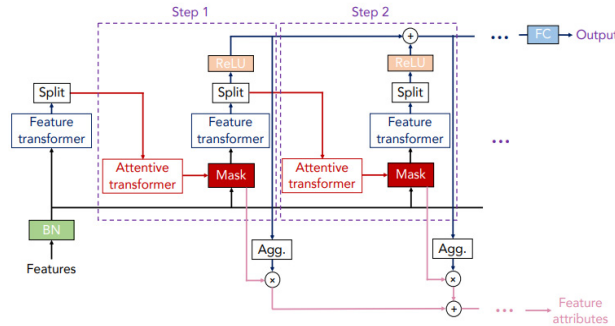 Step 1
Step 2
... FC Output
ReLU
ReLU
Split
Split
Split
Feature
transformer
Feature
transformer
Feature
transformer
...
Attentive
transformer
Mask
Attentive
transformer
Mask
BN
Features
Agg.
Agg.
... Feature
attributes